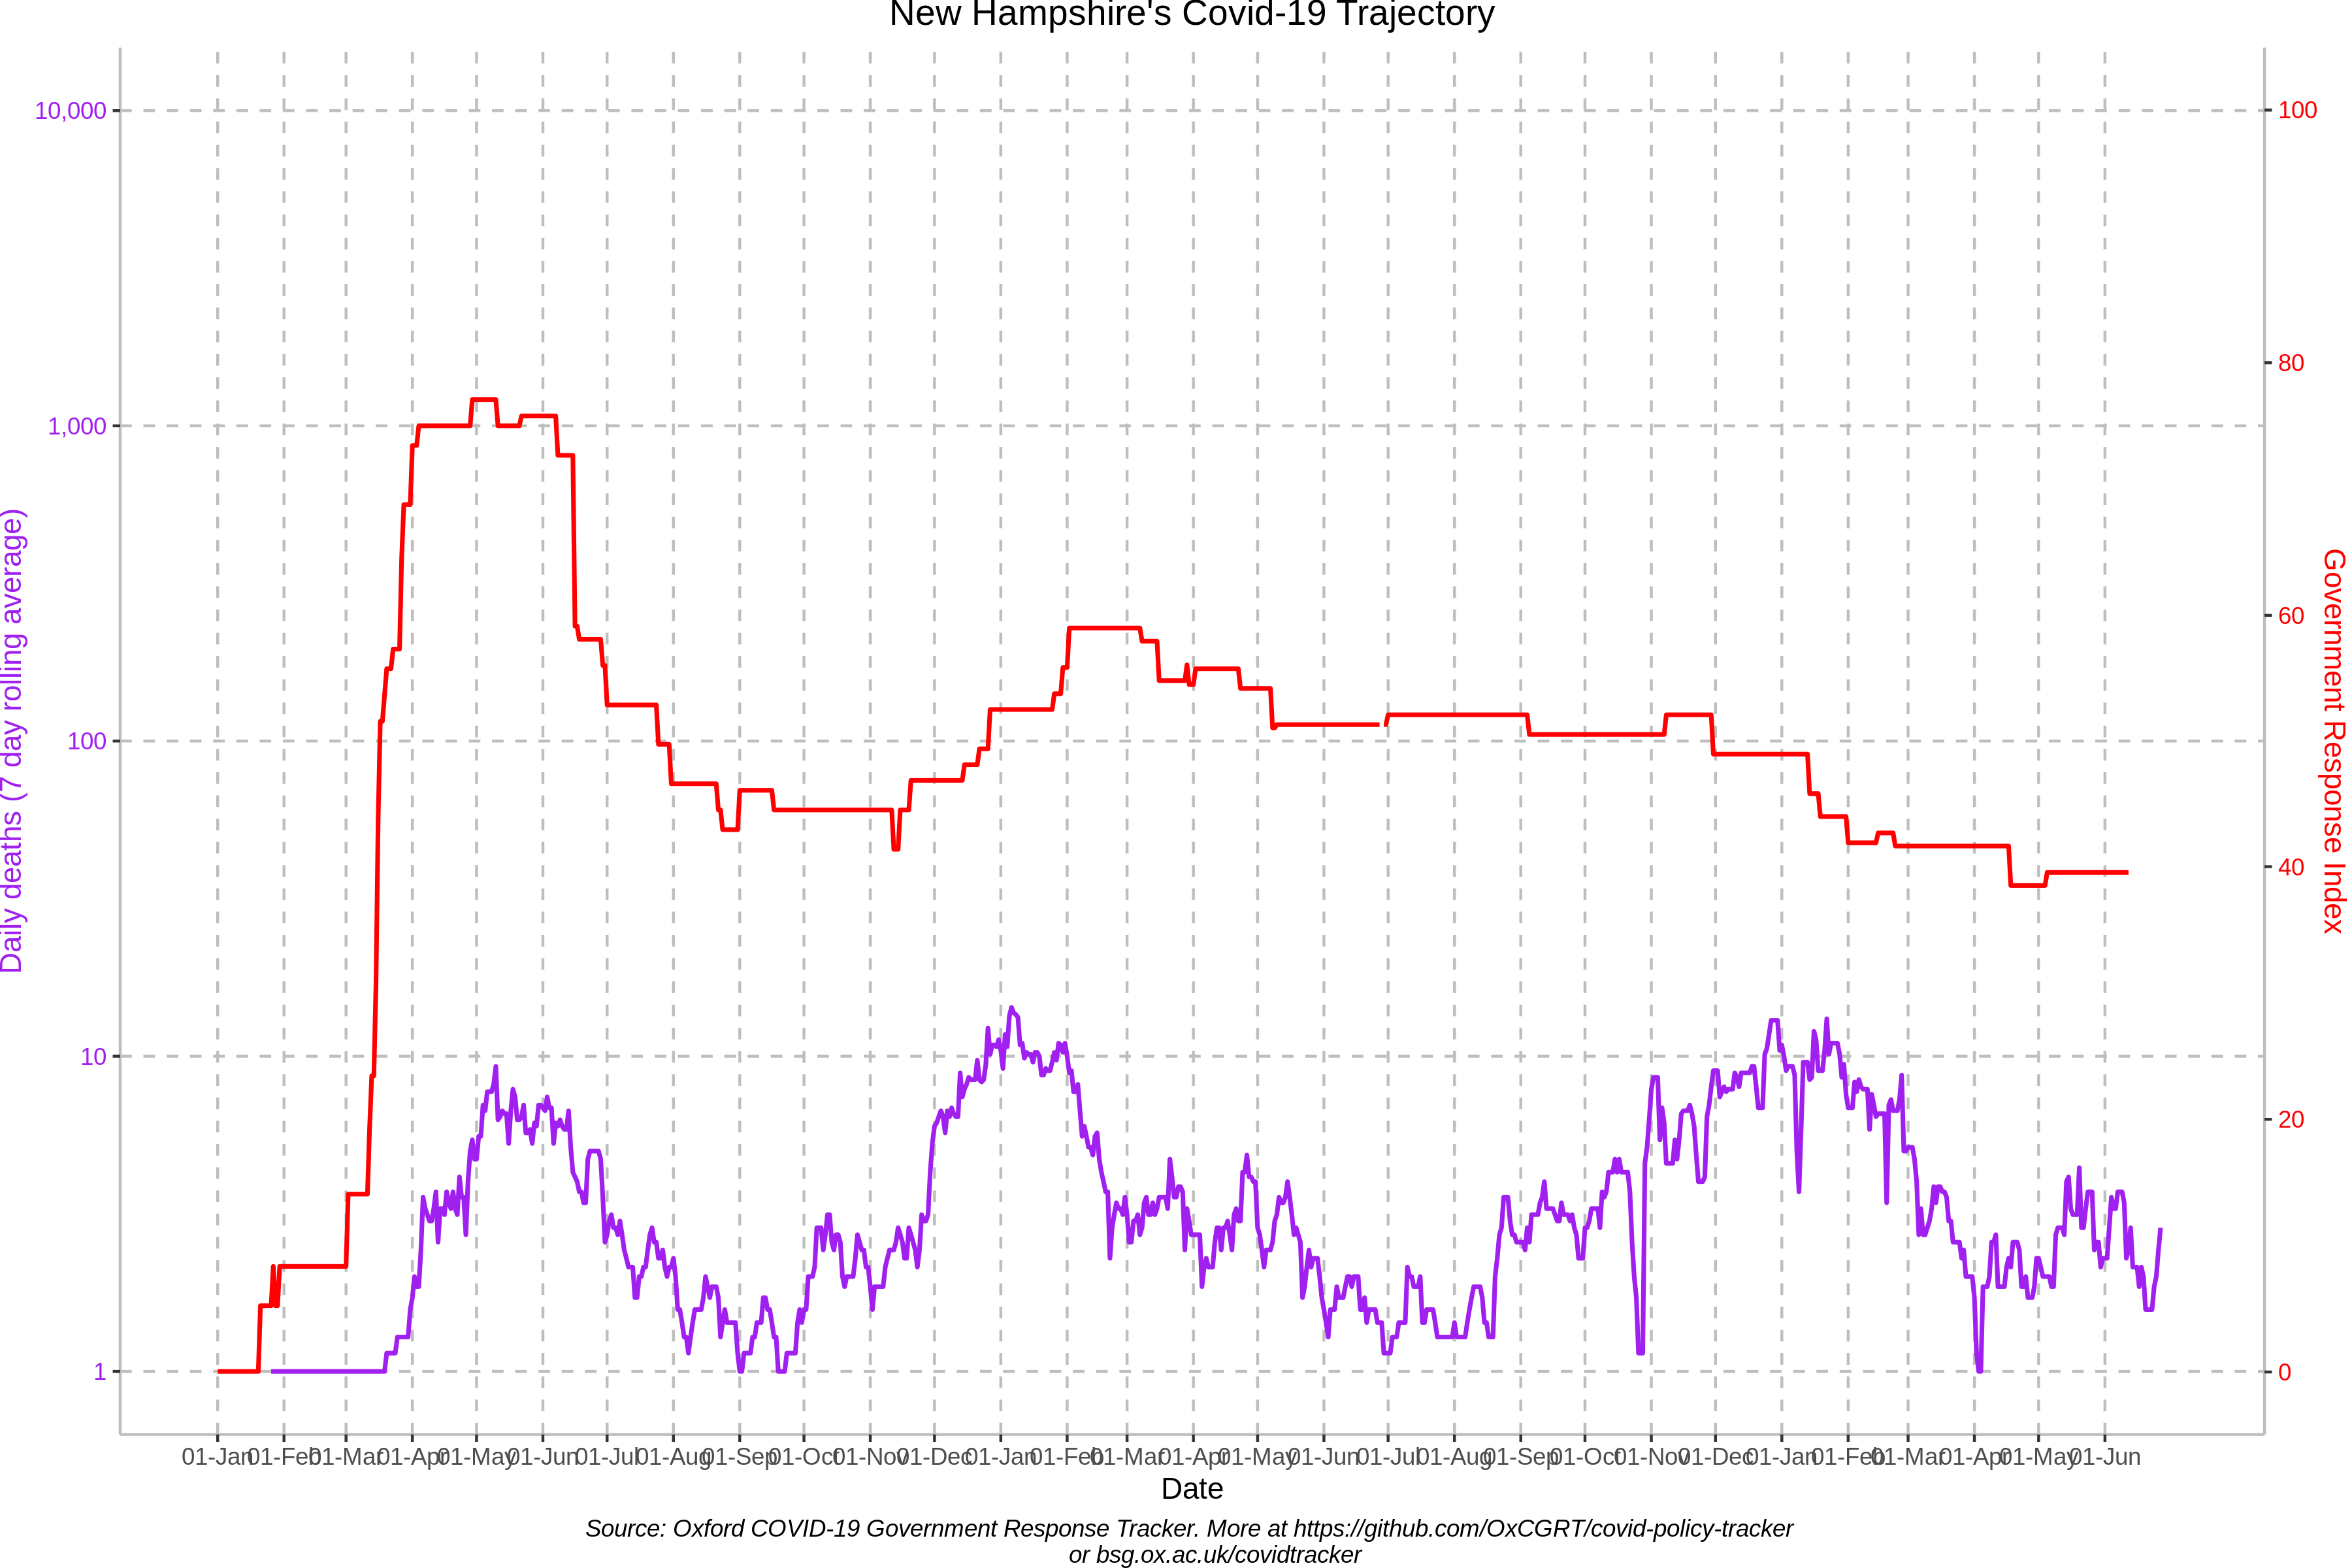 New Hampshire's Covid-19 Trajectory
10,000
1,000
100
10
1
Daily deaths (7 day rolling average)
100
80
60
40
20
0
Government Response Index
01-Jan 01-Feb 01-Mar 01-Apr 01-May 01-Jun 01-Jul 01-Aug 01-Sep 01-Oct 01-Nov 01-Dec 01-Jan 01-Feb 01-Mar 01-Apr 01-May 01-Jun 01-Jul 01-Aug 01-Sep 01-Oct 01-Nov 01-Dec 01-Jan 01-Feb 01-Mar 01-Apr 01-May 01-Jun
Date
Source: Oxford COVID-19 Government Response Tracker. More at https://github.com/OxCGRT/covid-policy-tracker
or bsg.ox.ac.uk/covidtracker